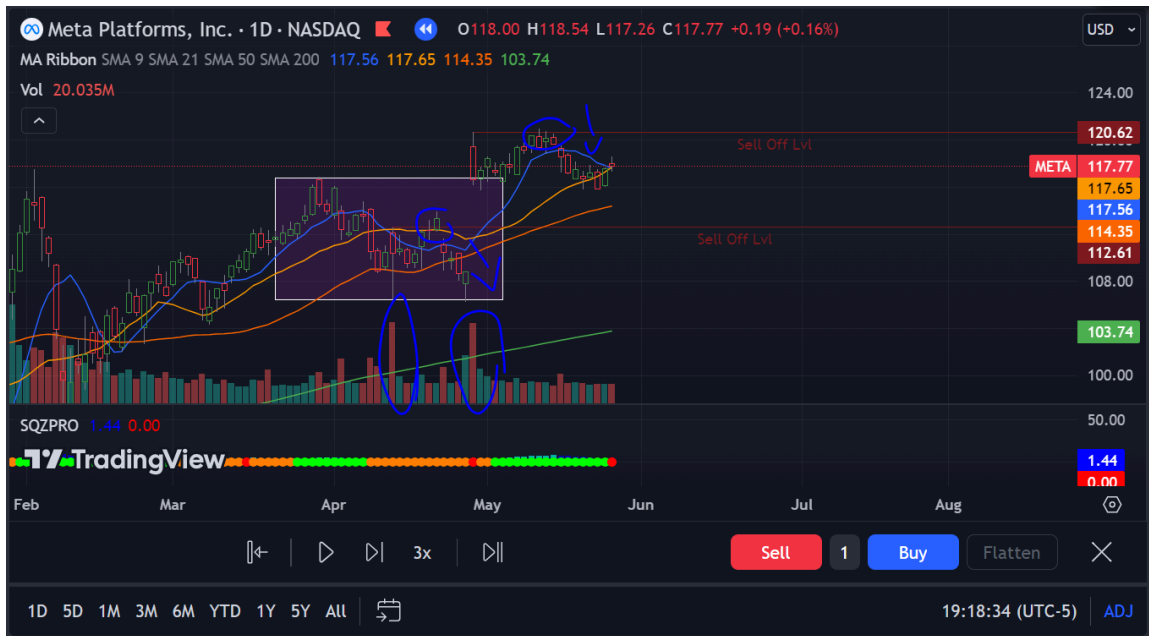 Meta Platforms, Inc. · 1D · NASDAQ O118.00 H118.54 L117.26 C117.77 +0.19 (+0.16%) USD
MA Ribbon SMA 9 SMA 21 SMA 50 SMA 200 117.56 117.65 114.35 103.74
Vol 20.035M
124.00
120.62
Sell Off Lvl
META 117.77
117.65
117.56
Sell Off Lvl
114.35
112.61
108.00
103.74
100.00
SQZPRO 1.44 0.00
50.00
TradingView
1.44
0.00
Feb Mar Apr May Jun Jul Aug
3x Sell 1 Buy Flatten
1D 5D 1M 3M 6M YTD 1Y 5Y All 19:18:34 (UTC-5) ADJ